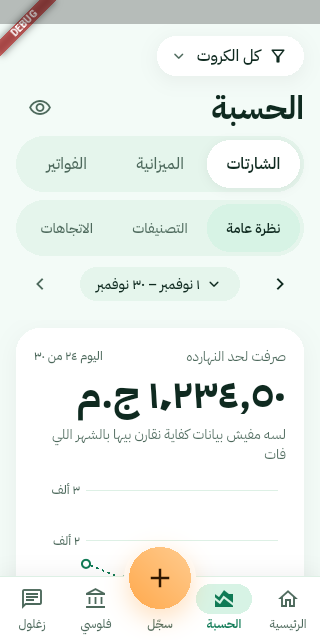 DEBUG
كل الكروت
الحسبة
الشارتات
الميزانية
الفواتير
نظرة عامة
التصنيفات
الاتجاهات
١ نوفمبر – ٣٠ نوفمبر
صرفت لحد النهارده
اليوم ٢٤ من ٣٠
١,٢٣٤,٥٠ ج.م
لسه مفيش بيانات كفاية نقارن بيها بالشهر اللي
فات
٣ ألف
٢ ألف
الرئيسية
الحسبة
سجّل
فلوسي
زغلول